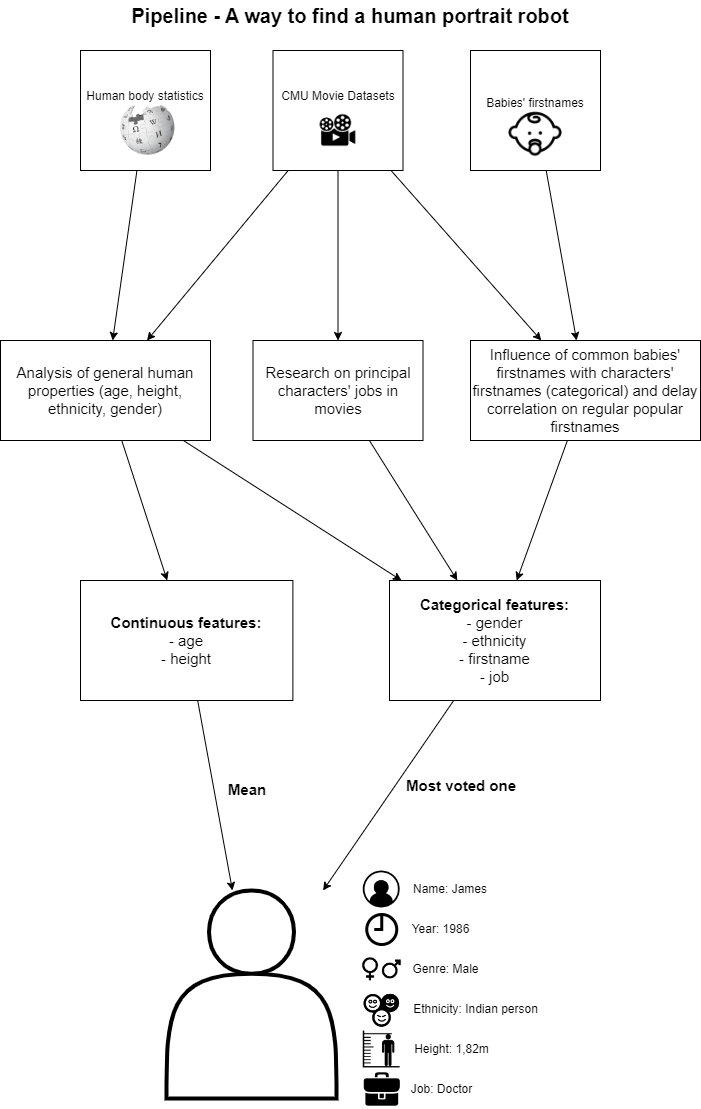 Pipeline - A way to find a human portrait robot
Human body statistics
CMU Movie Datasets
Babies' firstnames
Analysis of general human
properties (age, height,
ethnicity, gender)
Research on principal
characters' jobs in
movies
Influence of common babies'
firstnames with characters'
firstnames (categorical) and delay
correlation on regular popular
firstnames
Continuous features:
- age
- height
Categorical features:
- gender
- ethnicity
- firstname
- job
Mean
Most voted one
Name: James
Year: 1986
Genre: Male
Ethnicity: Indian person
Height: 1,82m
Job: Doctor